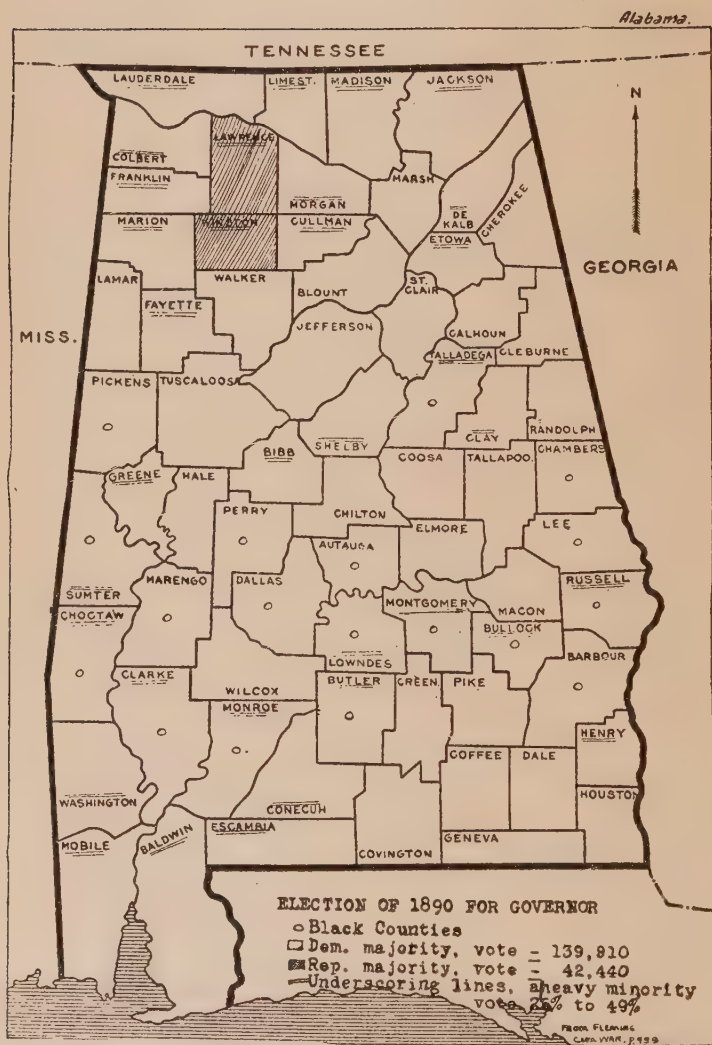 Alabama.
TENNESSEE
LAUDERDALE
LIMEST.
MADISON
JACKSON
N
LAWRENCE
COLBERT
FRANKLIN
MORGAN
MARSH
DE KALB
CHEROKEE
MARION
WINSTON
CULLMAN
ETOWA
GEORGIA
LAMAR
WALKER
ST. CLAIR
FAYETTE
BLOUNT
MISS.
JEFFERSON
CALHOUN
TALLADEGA
CLEBURNE
PICKENS
TUSCALOOSA
RANDOLPH
SHELBY
CLAY
BIBB
COOSA
TALLAPOO.
CHAMBERS
GREENE
HALE
PERRY
CHILTON
ELMORE
LEE
AUTAUGA
MARENGO
DALLAS
RUSSELL
SUMTER
MONTGOMERY
MACON
CHOCTAW
BULLOCK
BARBOUR
LOWNDES
CLARKE
BUTLER
CREEN.
PIKE
WILCOX
MONROE
HENRY
COFFEE
DALE
HOUSTON
WASHINGTON
CONECUH
ESCAMBIA
MOBILE
BALDWIN
GENEVA
COVINGTON
ELECTION OF 1890 FOR GOVERNOR
Black Counties
Dem. majority, vote - 139,910
Rep. majority, vote - 42,440
Underscoring lines, a heavy minority
vote % to 49%
FROM FLEMING
CIVIL WAR, P.